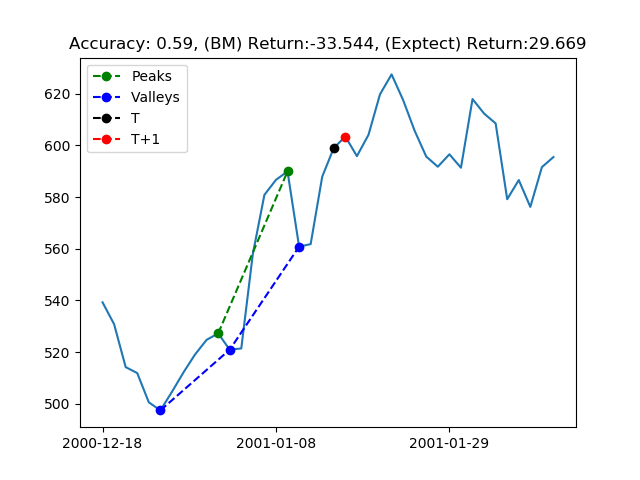 Accuracy: 0.59, (BM) Return:-33.544, (Exptect) Return:29.669
Peaks
Valleys
T
T+1
620
600
580
560
540
520
500
2000-12-18
2001-01-08
2001-01-29